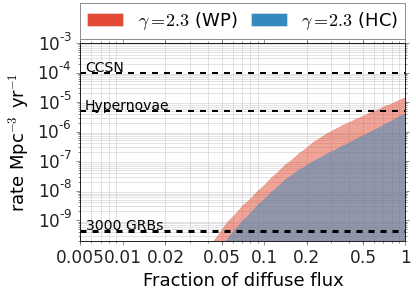 γ=2.3 (WP) γ=2.3 (HC)
10⁻³
CCSN
10⁻⁴
Hypernovae
10⁻⁵
10⁻⁶
10⁻⁷
10⁻⁸
10⁻⁹
3000 GRBs
rate Mpc⁻³ yr⁻¹
0.005 0.01 0.02 0.05 0.1 0.2 0.5 1
Fraction of diffuse flux